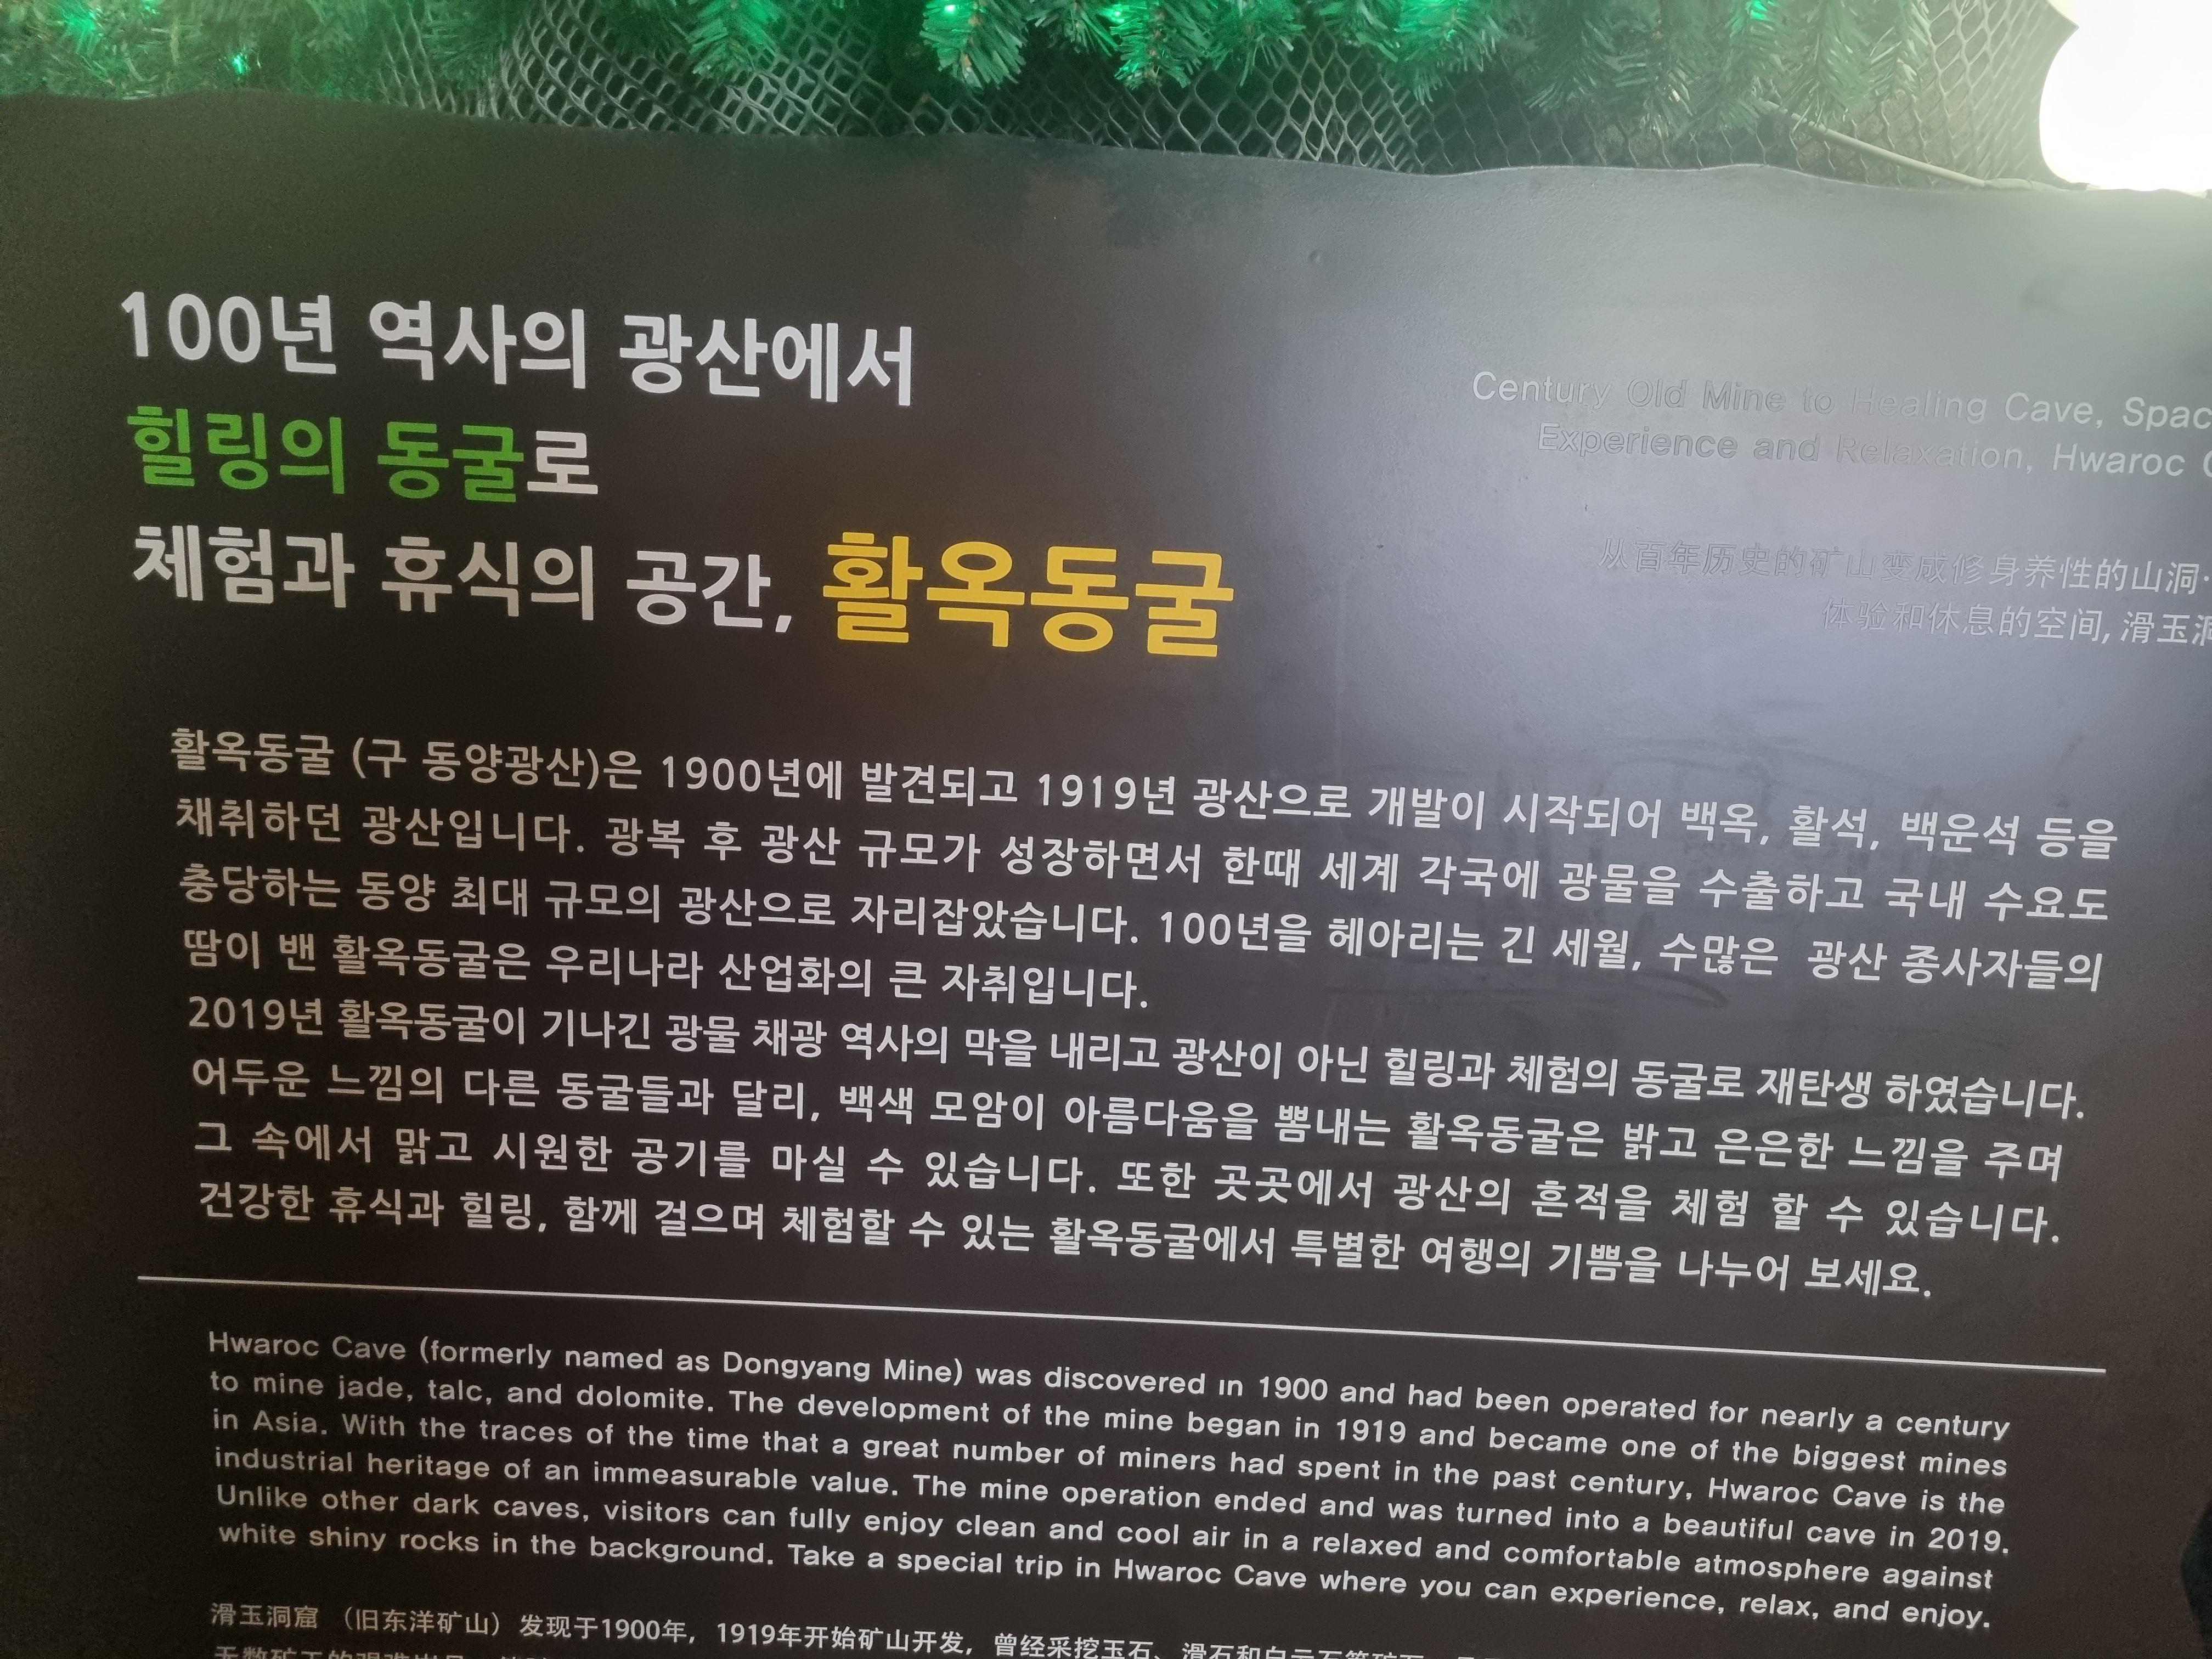 100년 역사의 광산에서
힐링의 동굴로
체험과 휴식의 공간, 활옥동굴
Century Old Mine to Healing Cave,
Experience and Relaxation, Hwaroc
从百年历史的矿山变成修身养性的山洞·
体验和休息的空间, 滑玉洞
활옥동굴 (구 동양광산)은 1900년에 발견되고 1919년 광산으로 개발이 시작되어 백옥, 활석, 백운석 등을
채취하던 광산입니다. 광복 후 광산 규모가 성장하면서 한때 세계 각국에 광물을 수출하고 국내 수요도
충당하는 동양 최대 규모의 광산으로 자리잡았습니다. 100년을 헤아리는 긴 세월, 수많은 광산 종사자들의
땀이 밴 활옥동굴은 우리나라 산업화의 큰 자취입니다.
2019년 활옥동굴이 기나긴 광물 채광 역사의 막을 내리고 광산이 아닌 힐링과 체험의 동굴로 재탄생 하였습니다.
어두운 느낌의 다른 동굴들과 달리, 백색 모암이 아름다움을 뽐내는 활옥동굴은 밝고 은은한 느낌을 주며
그 속에서 맑고 시원한 공기를 마실 수 있습니다. 또한 곳곳에서 광산의 흔적을 체험 할 수 있습니다.
건강한 휴식과 힐링, 함께 걸으며 체험할 수 있는 활옥동굴에서 특별한 여행의 기쁨을 나누어 보세요.
Hwaroc Cave (formerly named as Dongyang Mine) was discovered in 1900 and had been operated for nearly a century
to mine jade, talc, and dolomite. The development of the mine began in 1919 and became one of the biggest mines
in Asia. With the traces of the time that a great number of miners had spent in the past century, Hwaroc Cave is the
industrial heritage of an immeasurable value. The mine operation ended and was turned into a beautiful cave in 2019.
Unlike other dark caves, visitors can fully enjoy clean and cool air in a relaxed and comfortable atmosphere against
white shiny rocks in the background. Take a special trip in Hwaroc Cave where you can experience, relax, and enjoy.
滑玉洞窟 （旧东洋矿山）发现于1900年，1919年开始矿山开发，曾经采挖玉石、滑石和白云石等矿石